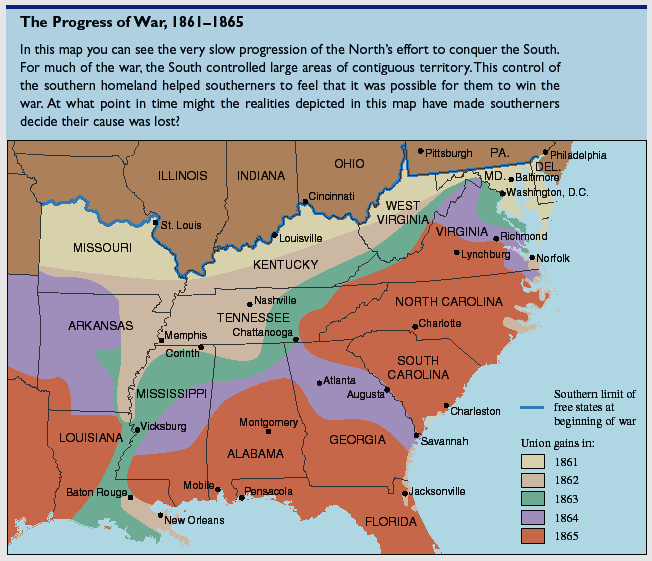 The Progress of War, 1861–1865
In this map you can see the very slow progression of the North's effort to conquer the South.
For much of the war, the South controlled large areas of contiguous territory. This control of
the southern homeland helped southerners to feel that it was possible for them to win the
war. At what point in time might the realities depicted in this map have made southerners
decide their cause was lost?
Pittsburgh
PA.
Philadelphia
OHIO
DEL.
ILLINOIS
INDIANA
MD.
Baltimore
Washington, D.C.
Cincinnati
WEST
VIRGINIA
St. Louis
VIRGINIA
Richmond
Louisville
MISSOURI
Lynchburg
Norfolk
KENTUCKY
Nashville
NORTH CAROLINA
TENNESSEE
ARKANSAS
Charlotte
Memphis
Chattanooga
Corinth
SOUTH
CAROLINA
Atlanta
MISSISSIPPI
Augusta
Charleston
Vicksburg
Montgomery
LOUISIANA
GEORGIA
Savannah
ALABAMA
Mobile
Pensacola
Baton Rouge
Jacksonville
New Orleans
FLORIDA
Southern limit of
free states at
beginning of war
Union gains in:
1861
1862
1863
1864
1865